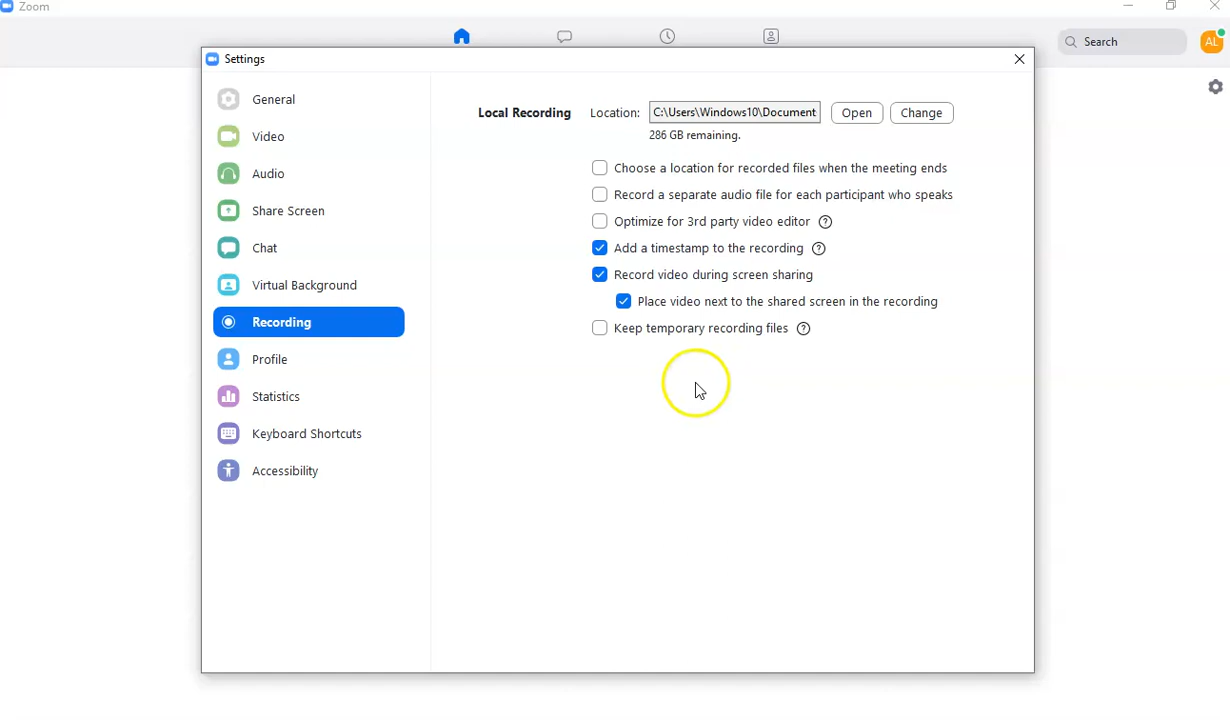 Zoom
Search
AL
Settings
General
Video
Audio
Share Screen
Chat
Virtual Background
Recording
Profile
Statistics
Keyboard Shortcuts
Accessibility
Local Recording Location: C:\Users\Windows10\Document Open Change
286 GB remaining.
Choose a location for recorded files when the meeting ends
Record a separate audio file for each participant who speaks
Optimize for 3rd party video editor ?
Add a timestamp to the recording ?
Record video during screen sharing
Place video next to the shared screen in the recording
Keep temporary recording files ?